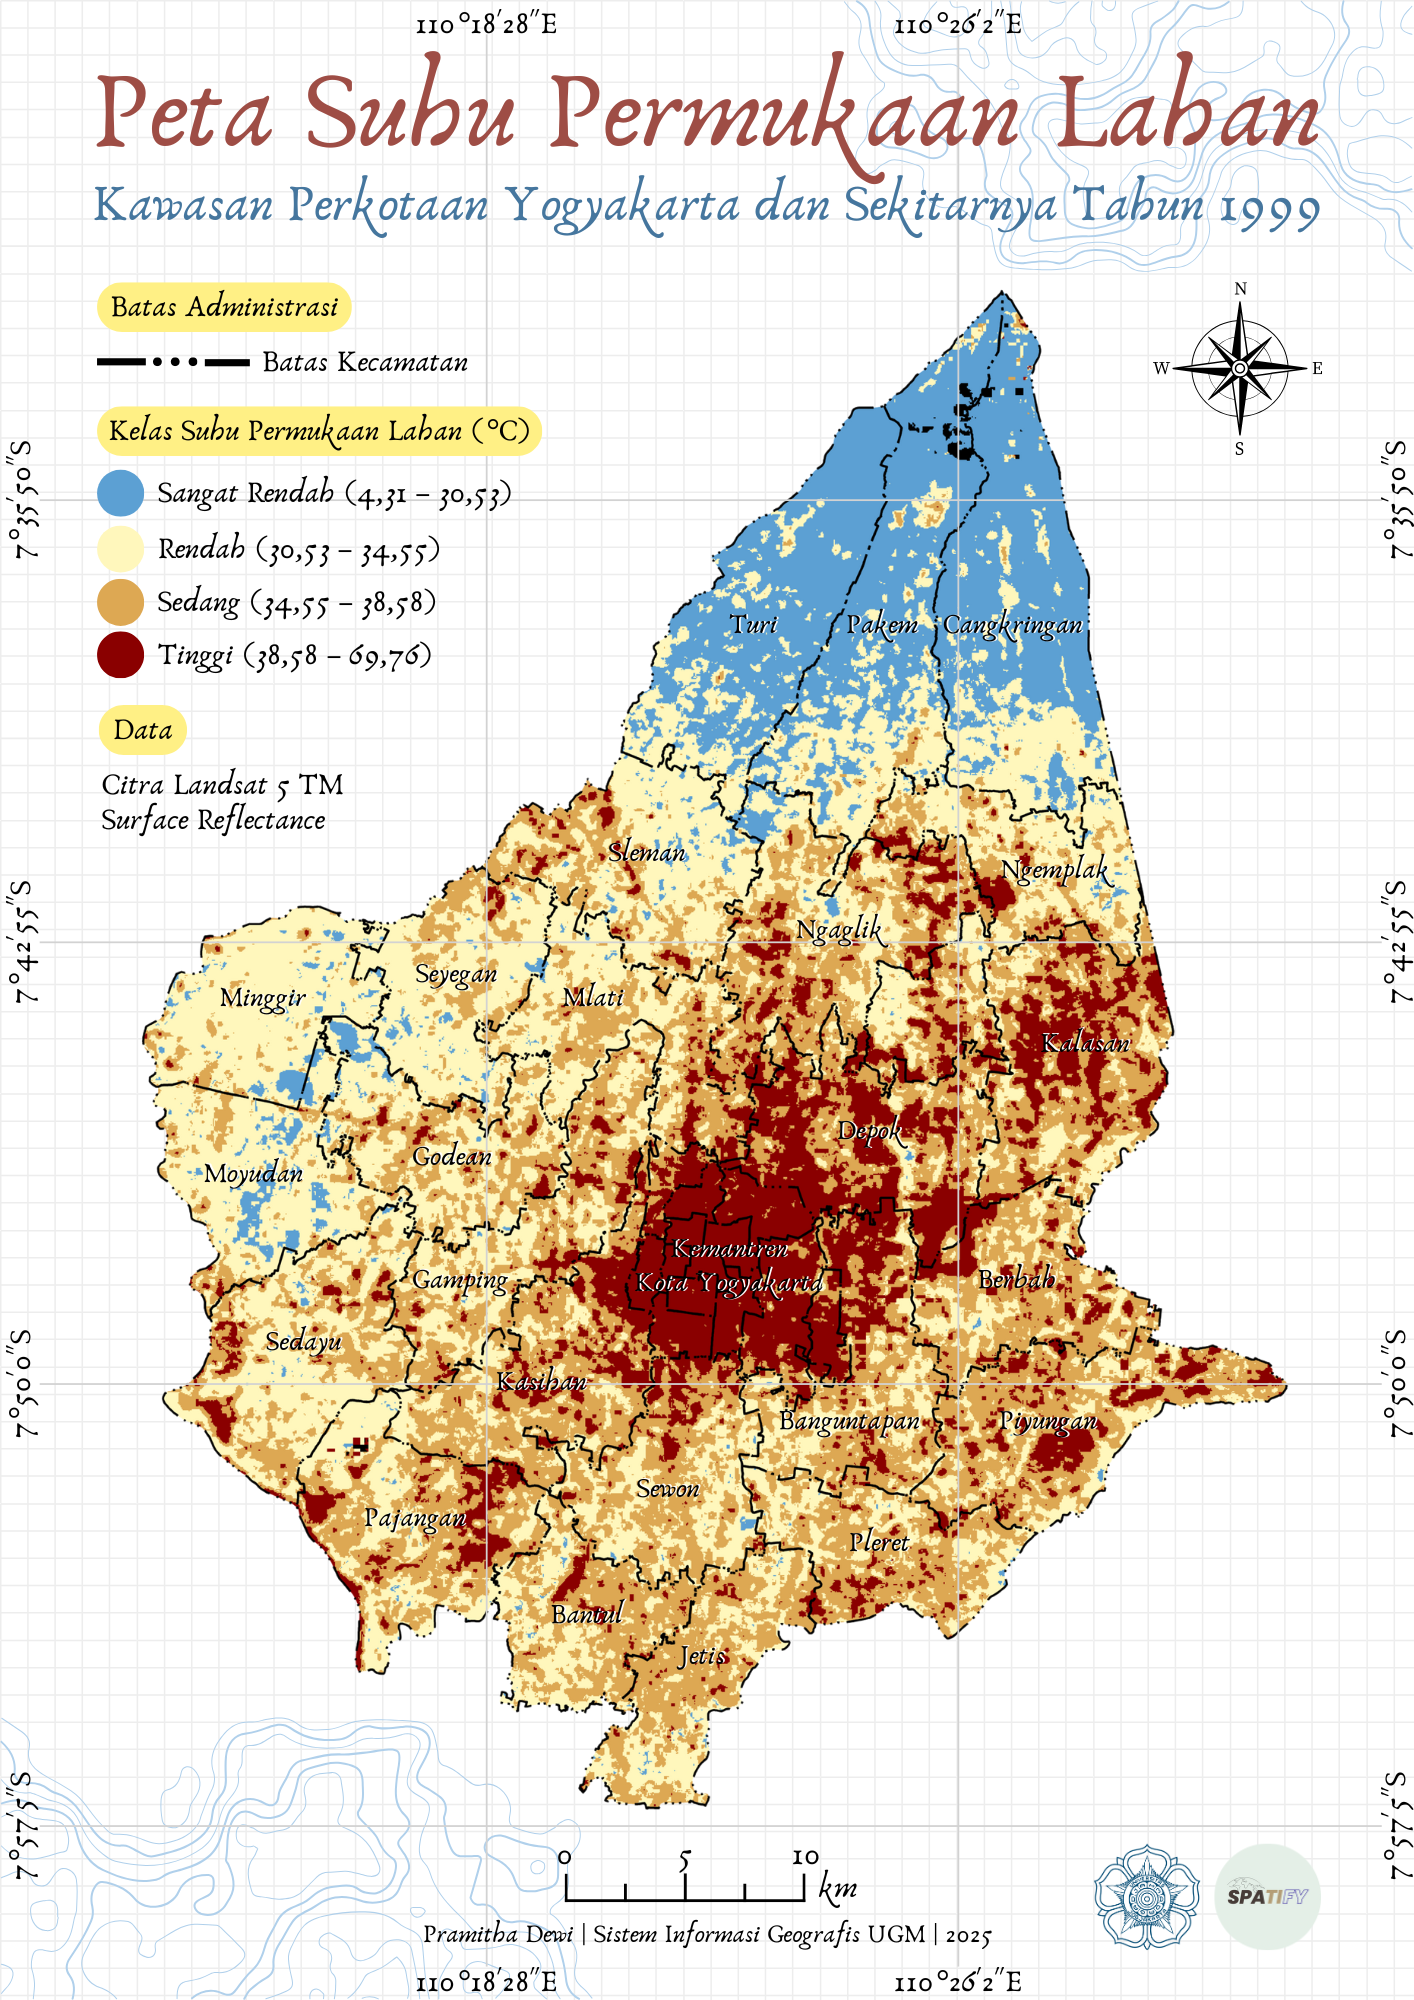 110°18'28"E
110°26'2"E
Peta Suhu Permukaan Lahan
Kawasan Perkotaan Yogyakarta dan Sekitarnya Tahun 1999
Batas Administrasi
Batas Kecamatan
Kelas Suhu Permukaan Lahan (°C)
Sangat Rendah (4,31 – 30,53)
Rendah (30,53 – 34,55)
Sedang (34,55 – 38,58)
Tinggi (38,58 – 69,76)
Data
Citra Landsat 5 TM
Surface Reflectance
N
W
E
S
7°35'50"S
7°35'50"S
7°42'55"S
7°42'55"S
7°50'0"S
7°50'0"S
7°57'5"S
7°57'5"S
Turi
Pakem
Cangkringan
Sleman
Ngemplak
Ngaglik
Seyegan
Minggir
Mlati
Kalasan
Depok
Godean
Moyudan
Kemantren
Kota Yogyakarta
Gamping
Berbah
Sedayu
Kasihan
Banguntapan
Piyungan
Sewon
Pajangan
Pleret
Bantul
Jetis
0
5
10
km
Pramitha Dewi | Sistem Informasi Geografis UGM | 2025
SPATIFY
110°18'28"E
110°26'2"E